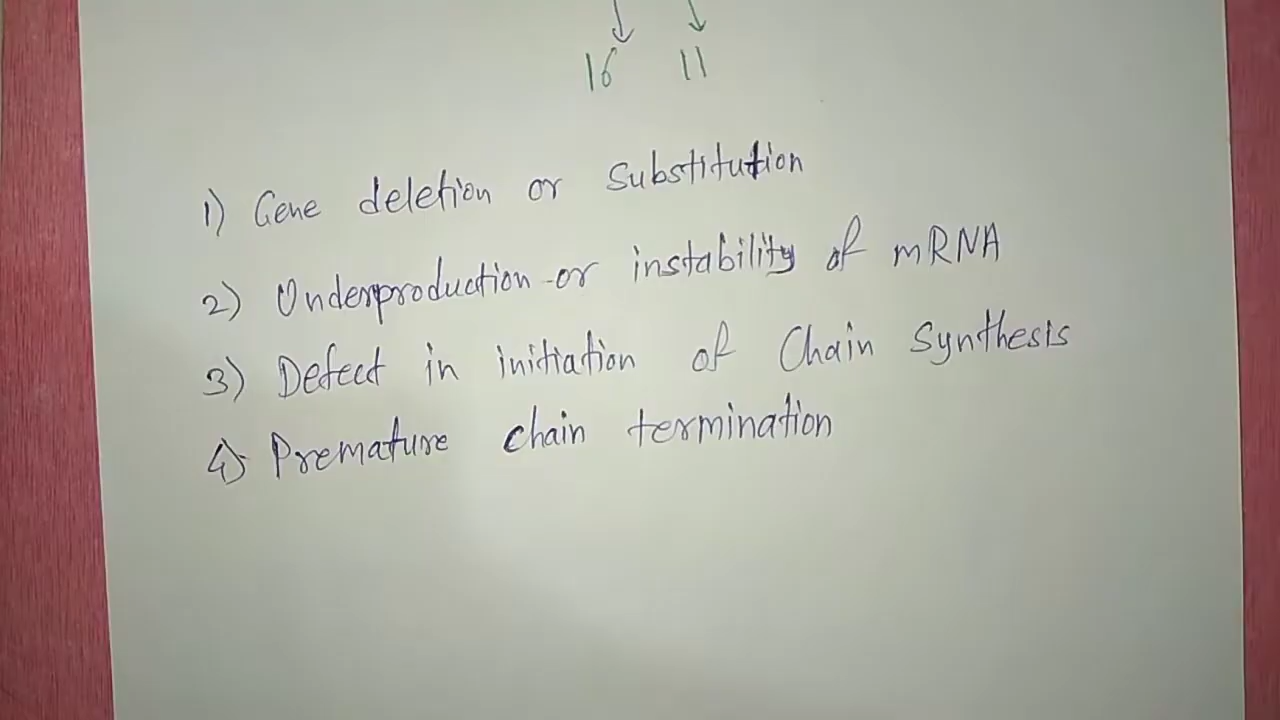 16 11
1) Gene deletion or substitution
2) Underproduction or instability of mRNA
3) Defect in initiation of Chain Synthesis
4) Premature chain termination